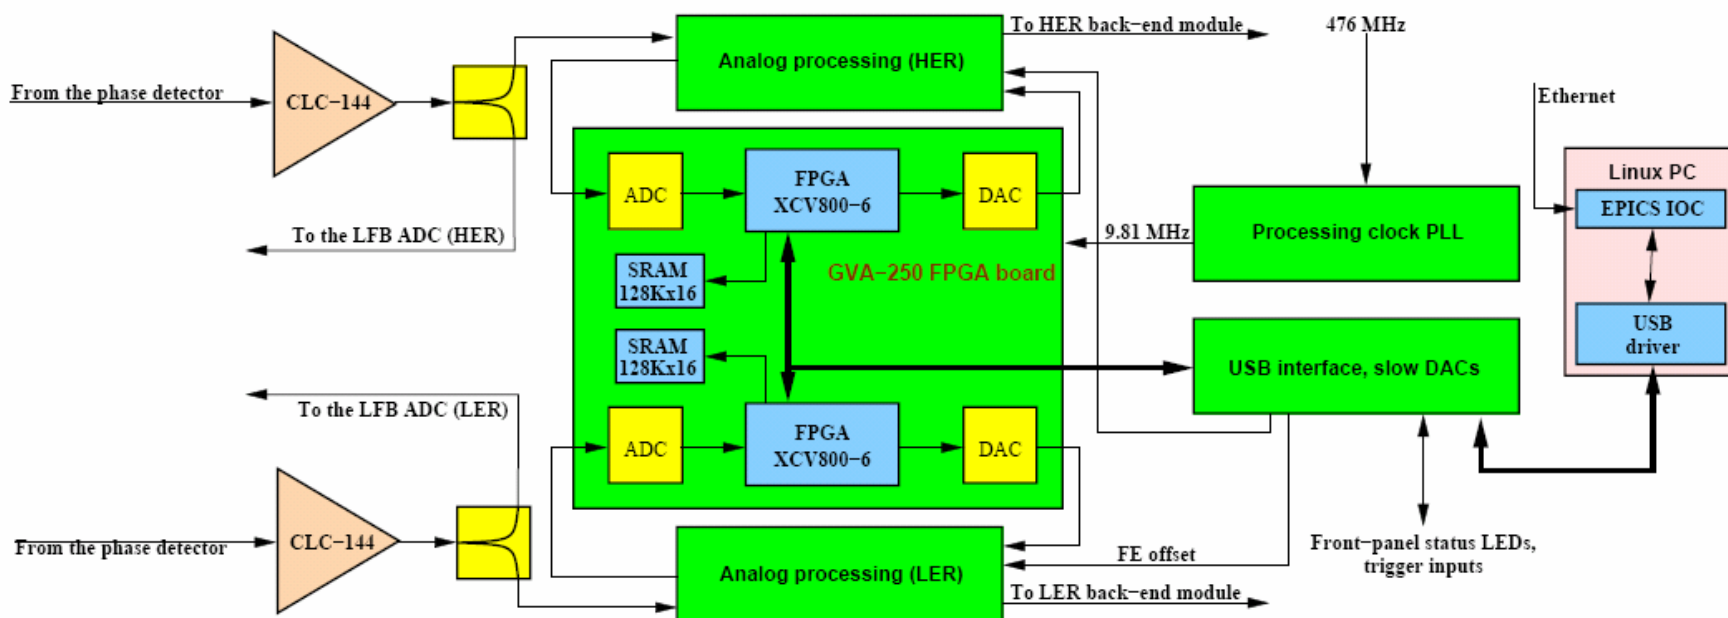 To HER back−end module
476 MHz
Analog processing (HER)
From the phase detector
CLC−144
Ethernet
Linux PC
ADC
FPGA
XCV800−6
DAC
EPICS IOC
To the LFB ADC (HER)
9.81 MHz
Processing clock PLL
SRAM
128Kx16
GVA−250 FPGA board
SRAM
128Kx16
USB
driver
USB interface, slow DACs
To the LFB ADC (LER)
ADC
FPGA
XCV800−6
DAC
From the phase detector
CLC−144
FE offset
Front−panel status LEDs,
trigger inputs
Analog processing (LER)
To LER back−end module